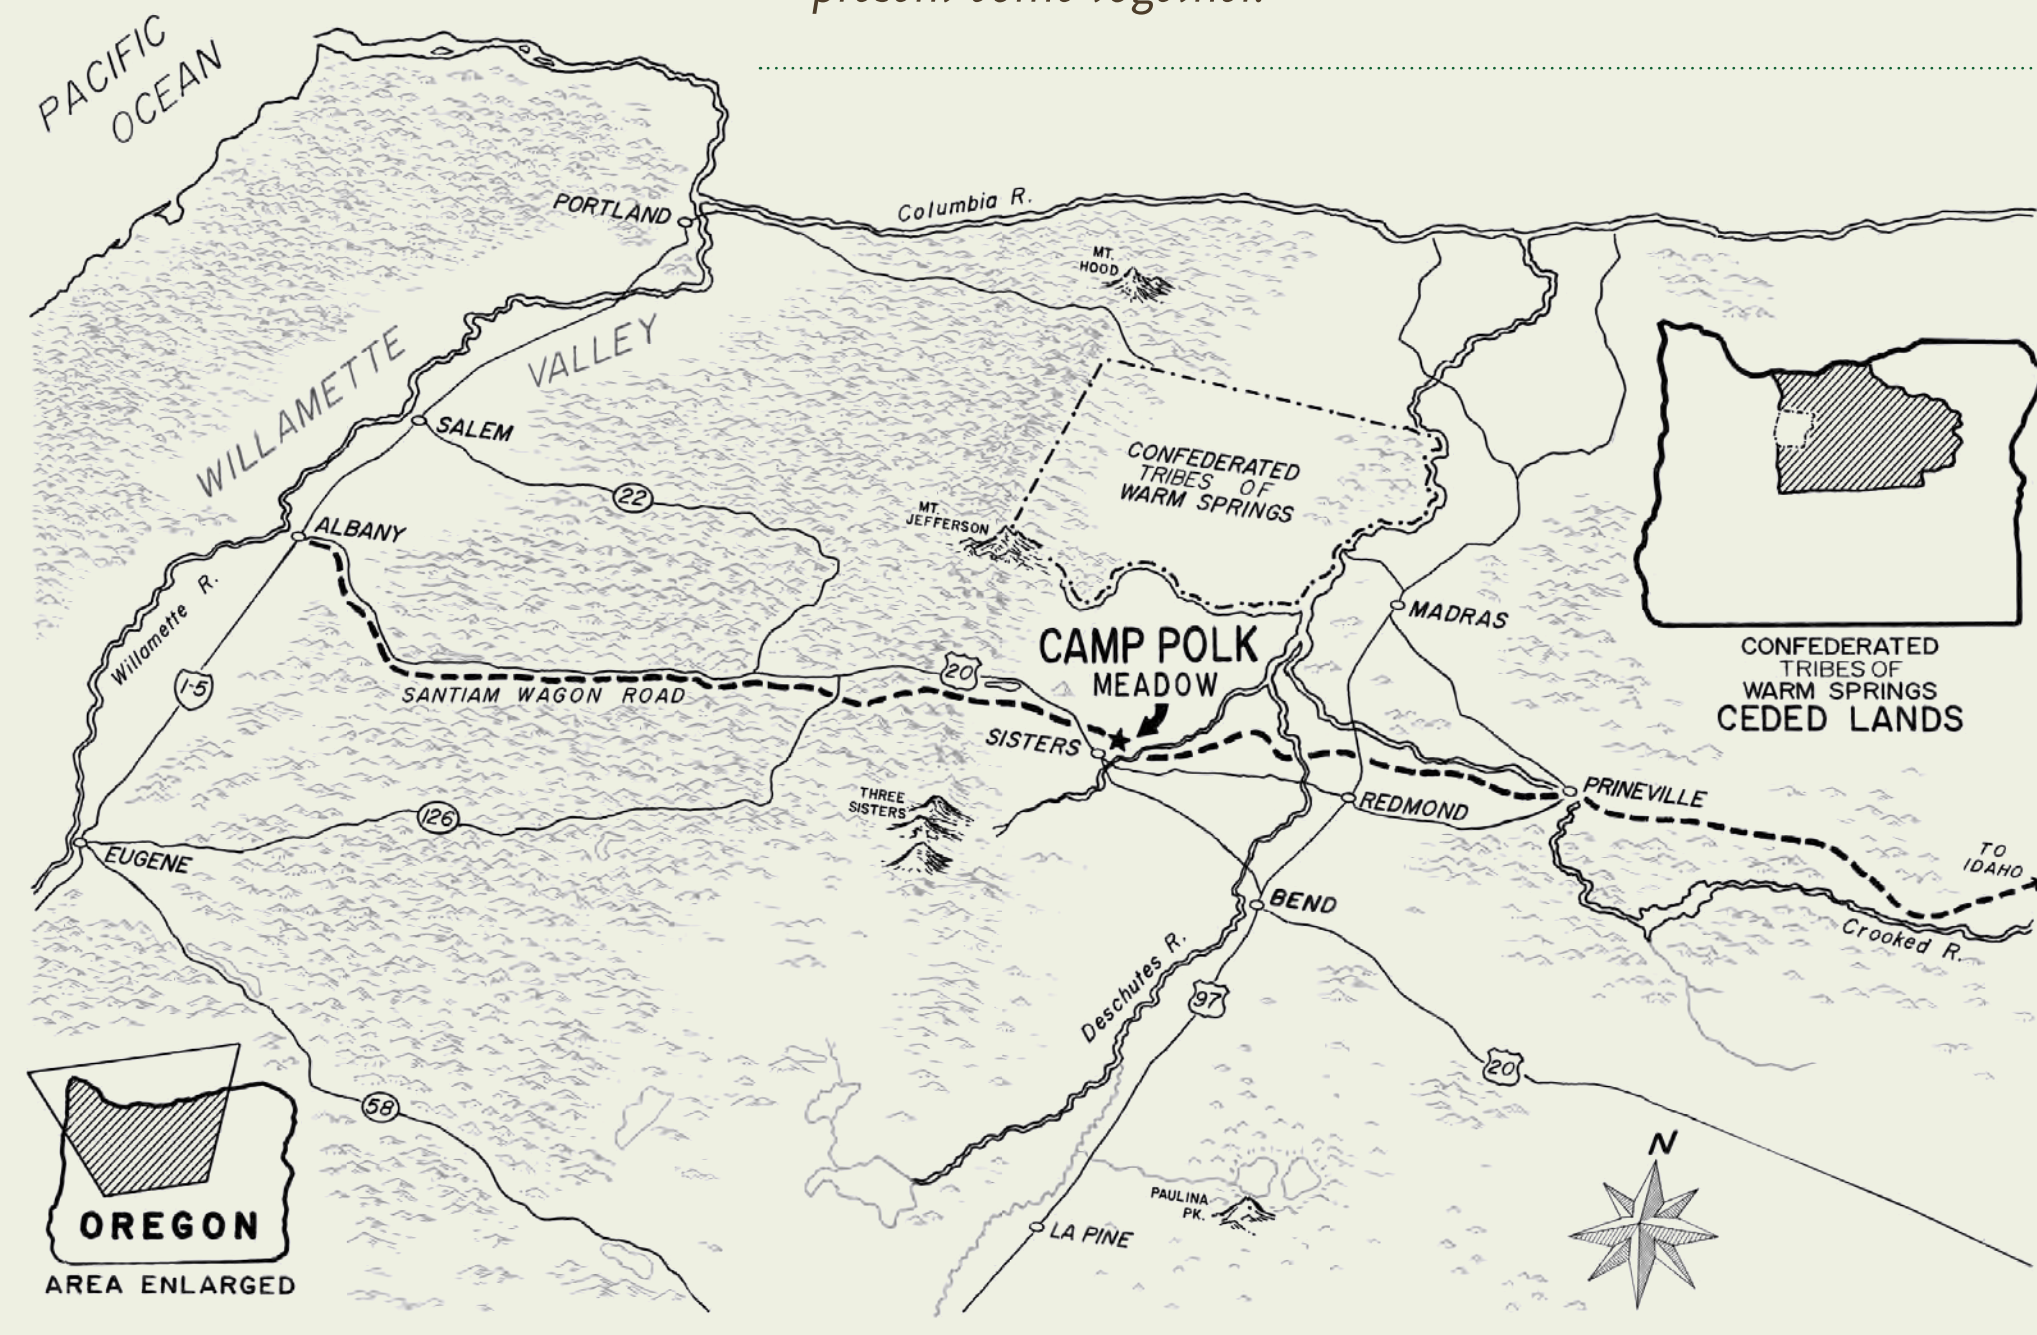 PACIFIC
OCEAN
PORTLAND
Columbia R.
MT.
HOOD
WILLAMETTE
VALLEY
SALEM
22
CONFEDERATED
TRIBES OF
WARM SPRINGS
MT.
JEFFERSON
ALBANY
Willamette R.
I-5
SANTIAM WAGON ROAD
20
CAMP POLK
MEADOW
SISTERS
MADRAS
CONFEDERATED
TRIBES OF
WARM SPRINGS
CEDED LANDS
THREE
SISTERS
126
EUGENE
REDMOND
PRINEVILLE
TO
IDAHO
BEND
Crooked R.
Deschutes R.
97
20
58
PAULINA
PK.
LA PINE
N
OREGON
AREA ENLARGED